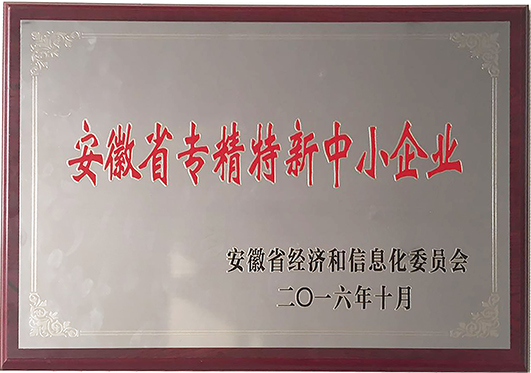 安徽省专精特新中小企业
安徽省经济和信息化委员会
二〇一六年十月